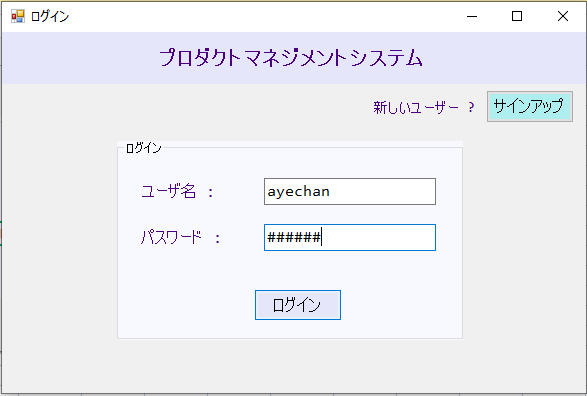 ログイン
プロダクトマネジメントシステム
新しいユーザー ? サインアップ
ログイン
ユーザ名 : ayechan
パスワード : ######
ログイン